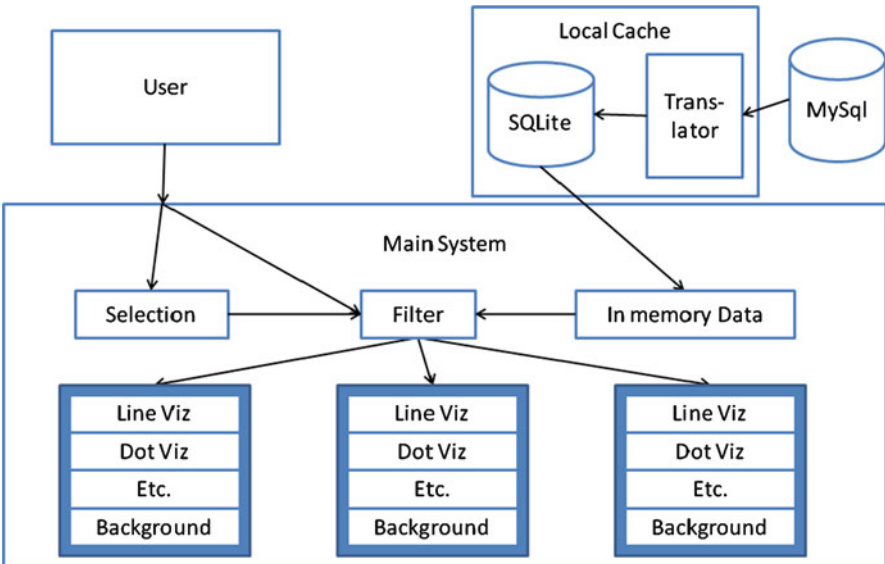 User
Local Cache
SQLite
Trans-
lator
MySql
Main System
Selection
Filter
In memory Data
Line Viz
Dot Viz
Etc.
Background
Line Viz
Dot Viz
Etc.
Background
Line Viz
Dot Viz
Etc.
Background